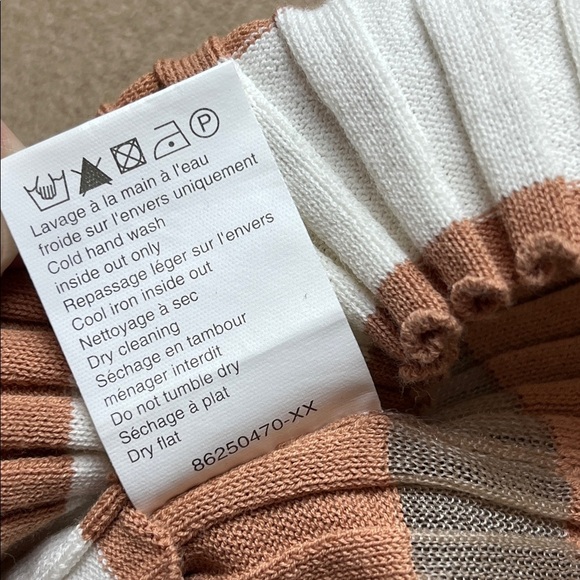 P
Lavage à la main à l'eau
froide sur l'envers uniquement
Cold hand wash
inside out only
Repassage léger sur l'envers
Cool iron inside out
Nettoyage à sec
Dry cleaning
Séchage en tambour
ménager interdit
Do not tumble dry
Séchage à plat
Dry flat
86250470-XX